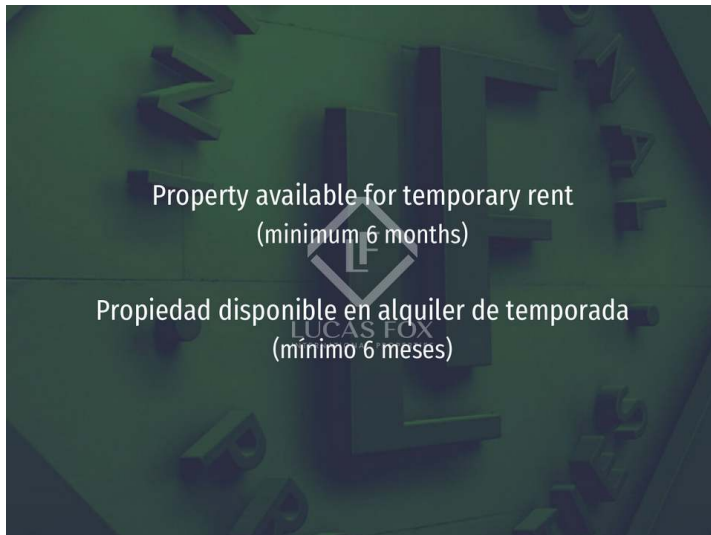 Property available for temporary rent
(minimum 6 months)
LF
Propiedad disponible en alquiler de temporada
LUCAS FOX
(mínimo 6 meses)